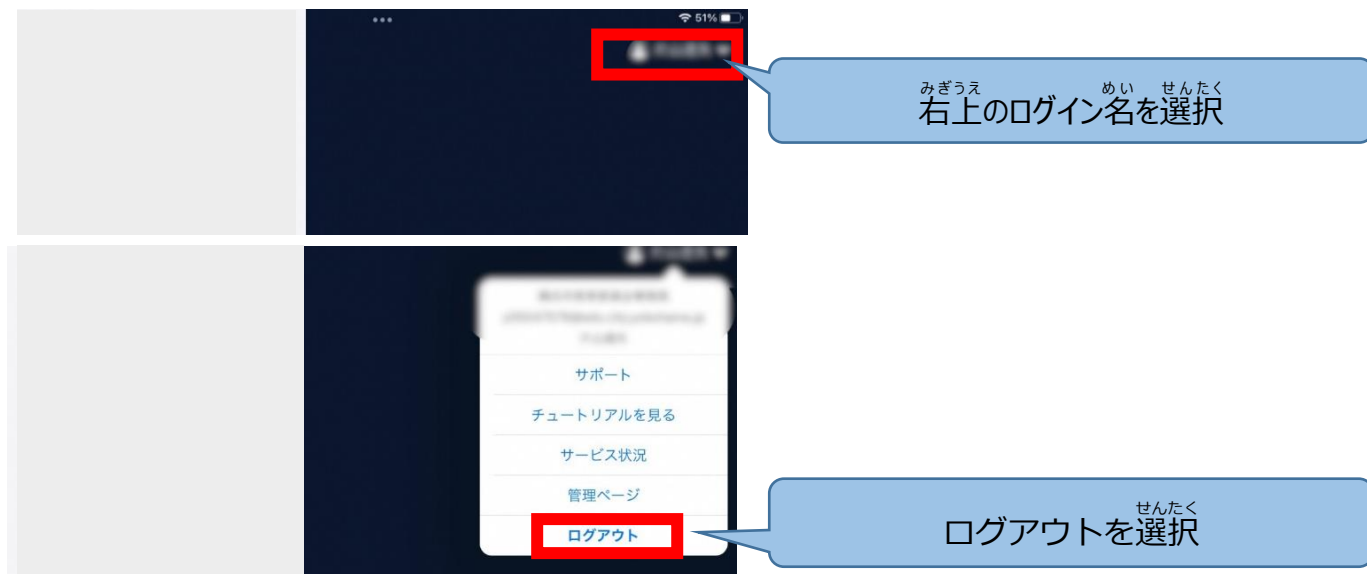 51%
みぎうえ めい せんたく
右上のログイン名を選択
サポート
チュートリアルを見る
サービス状況
管理ページ
ログアウト
せんたく
ログアウトを選択